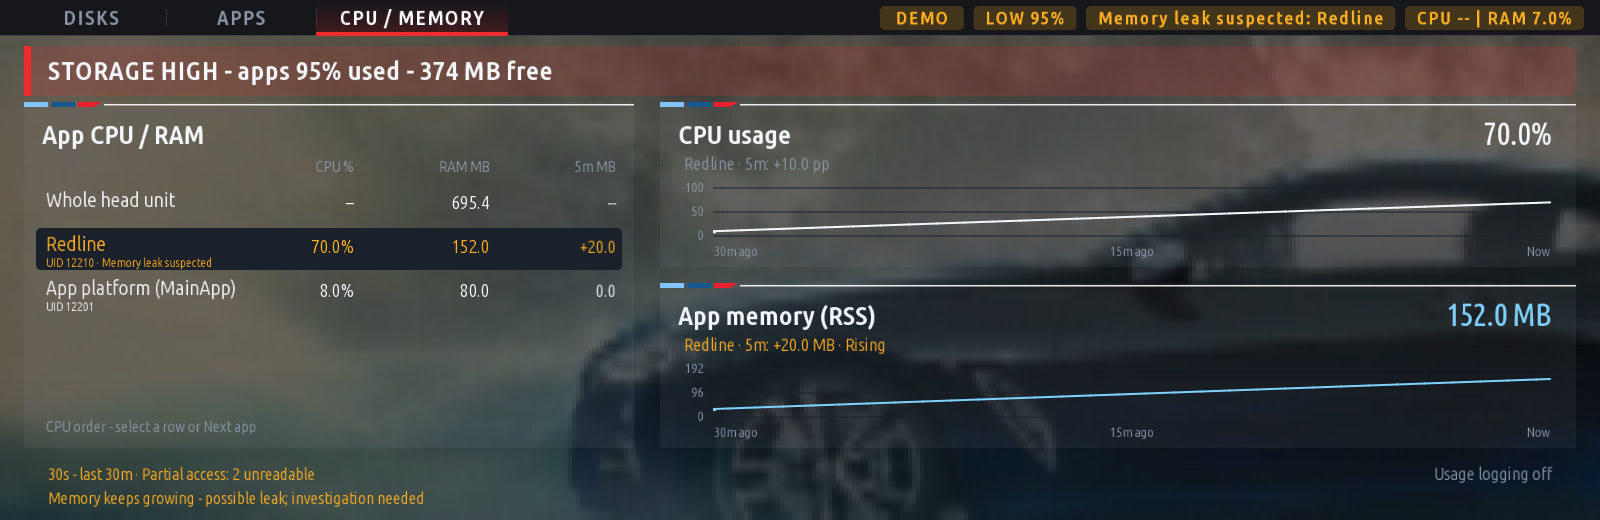 DISKS
APPS
CPU / MEMORY
DEMO
LOW 95%
Memory leak suspected: Redline
CPU -- | RAM 7.0%
STORAGE HIGH - apps 95% used - 374 MB free
App CPU / RAM
CPU % RAM MB 5m MB
Whole head unit – 695.4 --
Redline 70.0% 152.0 +20.0
UID 12210 · Memory leak suspected
App platform (MainApp) 8.0% 80.0 0.0
UID 12201
CPU order - select a row or Next app
CPU usage 70.0%
Redline · 5m: +10.0 pp
100
50
0
30m ago 15m ago Now
App memory (RSS) 152.0 MB
Redline · 5m: +20.0 MB · Rising
192
96
0
30m ago 15m ago Now
30s - last 30m · Partial access: 2 unreadable
Memory keeps growing - possible leak; investigation needed
Usage logging off